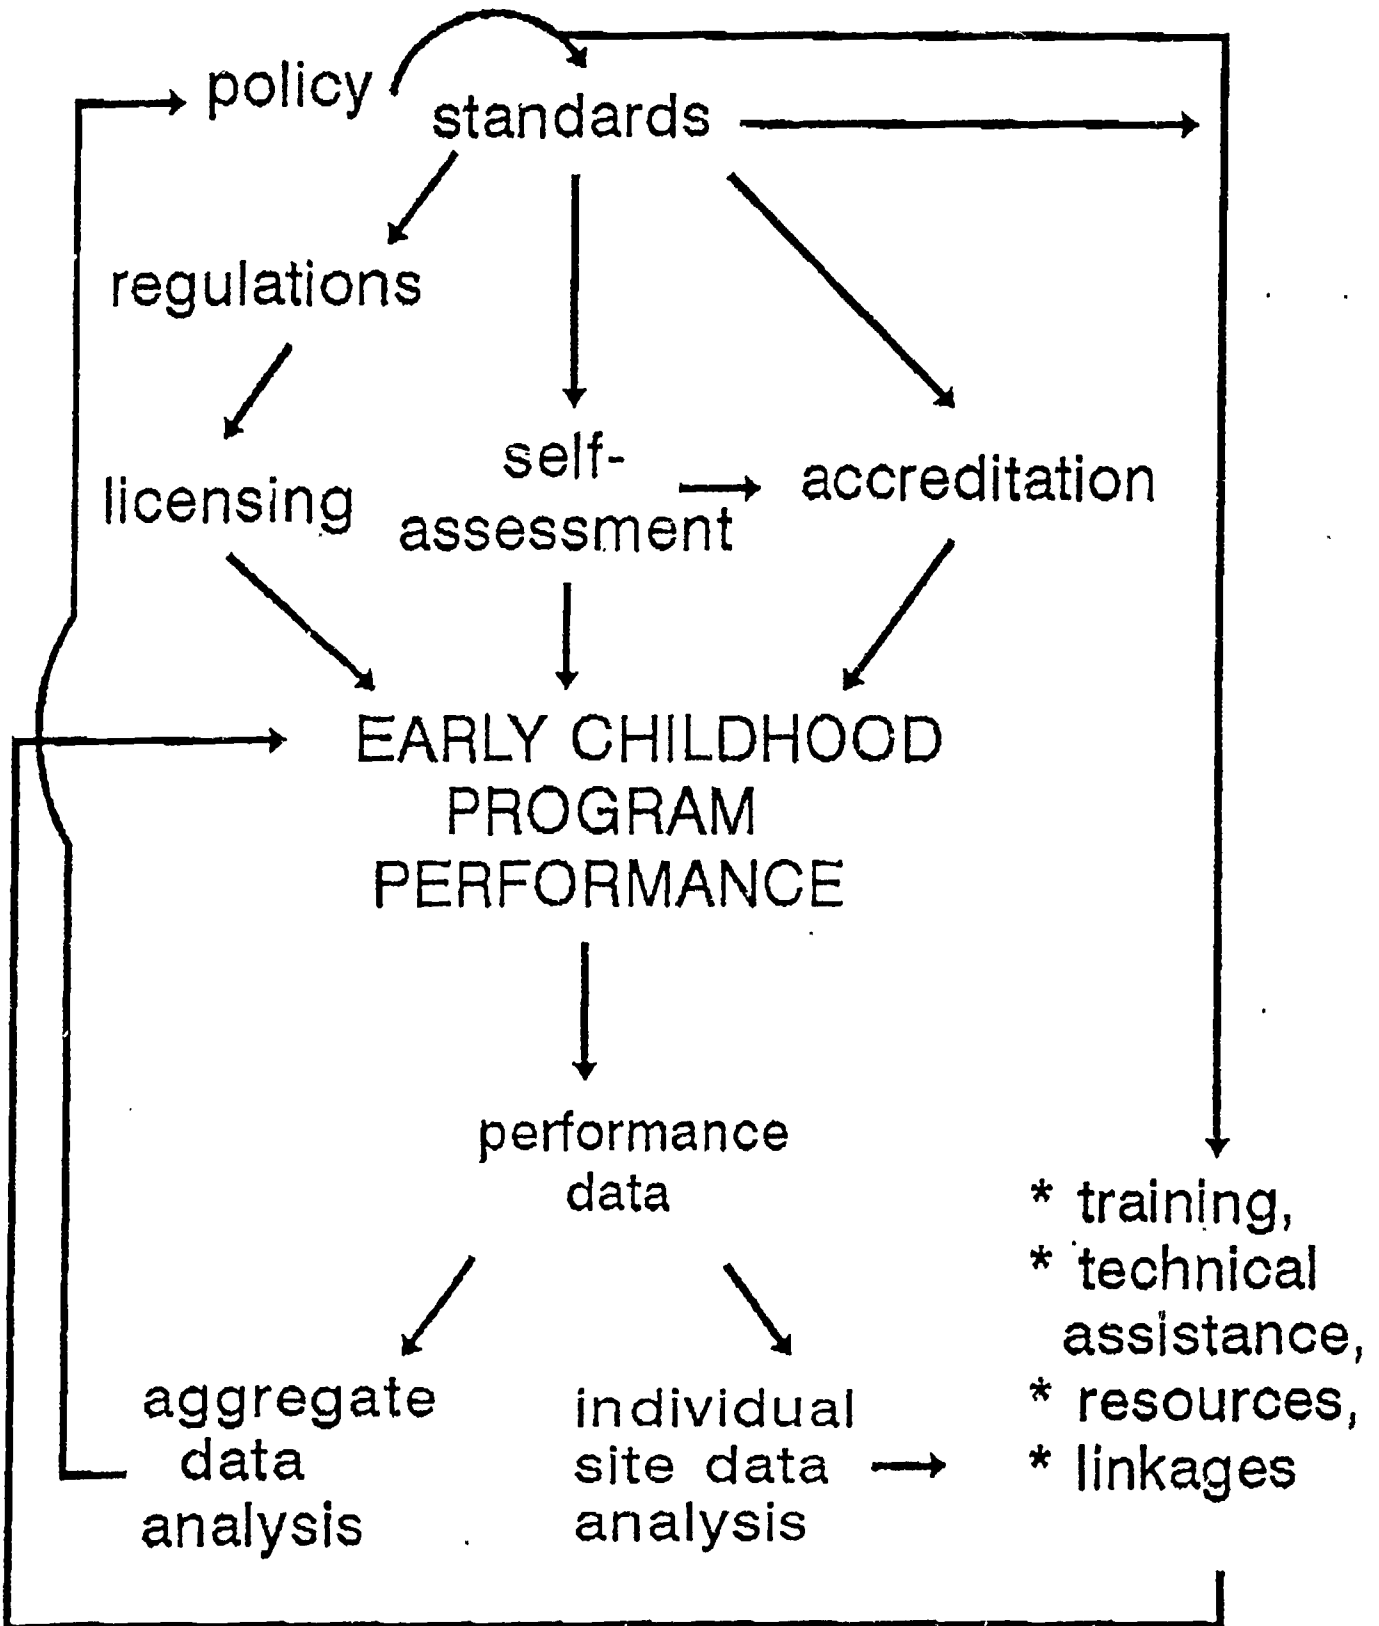 policy
standards
regulations
licensing
self-
assessment
accreditation
EARLY CHILDHOOD
PROGRAM
PERFORMANCE
performance
data
aggregate
data
analysis
individual
site data
analysis
* training,
* technical
assistance,
* resources,
* linkages